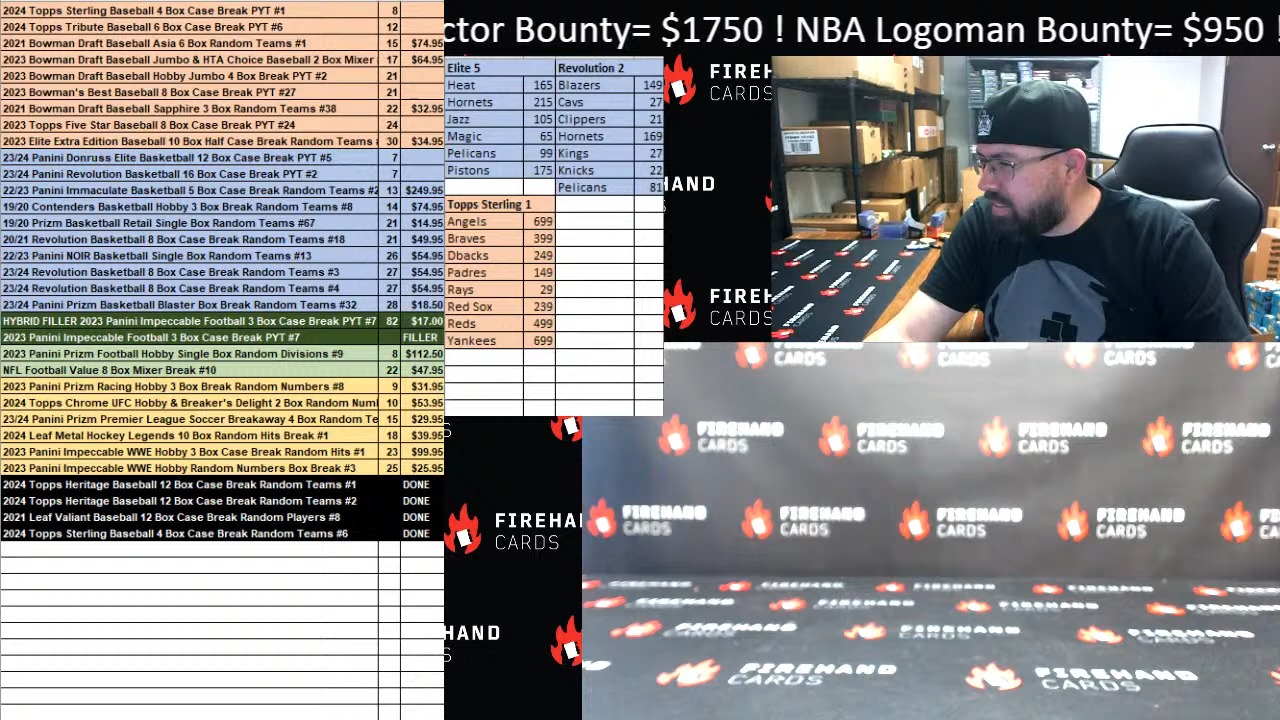 ctor Bounty= $1750 ! NBA Logoman Bounty= $950 !
2024 Topps Sterling Baseball 4 Box Case Break PYT #1 8
2024 Topps Tribute Baseball 6 Box Case Break PYT #6 12
2021 Bowman Draft Baseball Asia 6 Box Random Teams #1 15 $74.95
2023 Bowman Draft Baseball Jumbo & HTA Choice Baseball 2 Box Mixer 17 $64.95
2023 Bowman Draft Baseball Hobby Jumbo 4 Box Break PYT #2 21
2023 Bowman's Best Baseball 8 Box Case Break PYT #27 21
2021 Bowman Draft Baseball Sapphire 3 Box Random Teams #38 22 $32.95
2023 Topps Five Star Baseball 8 Box Case Break PYT #24 24
2023 Elite Extra Edition Baseball 10 Box Half Case Break Random Teams 30 $34.95
23/24 Panini Donruss Elite Basketball 12 Box Case Break PYT #5 7
23/24 Panini Revolution Basketball 16 Box Case Break PYT #2 7
22/23 Panini Immaculate Basketball 5 Box Case Break Random Teams #2 13 $249.95
19/20 Contenders Basketball Hobby 3 Box Random Teams #8 14 $74.95
19/20 Prizm Basketball Retail Single Box Random Teams #67 21 $14.95
20/21 Revolution Basketball 8 Box Case Break Random Teams #18 21 $49.95
22/23 Panini NOIR Basketball Single Box Random Teams #13 26 $54.95
23/24 Revolution Basketball 8 Box Case Break Random Teams #3 27 $54.95
23/24 Revolution Basketball 8 Box Case Break Random Teams #4 27 $54.95
23/24 Panini Prizm Basketball Blaster Box Break Random Teams #32 28 $18.50
HYBRID FILLER 2023 Panini Impeccable Football 3 Box Case Break PYT #7 82 $17.00
2023 Panini Impeccable Football 3 Box Case Break PYT #7 FILLER
2023 Panini Prizm Football Hobby Single Box Random Divisions #9 8 $112.50
NFL Football Value 8 Box Mixer Break #10 22 $47.95
2023 Panini Prizm Racing Hobby 3 Box Break Random Numbers #8 9 $31.95
2024 Topps Chrome UFC Hobby & Breaker's Delight 2 Box Random Numl 10 $53.95
23/24 Panini Prizm Premier League Soccer Breakaway 4 Box Random Te 15 $29.95
2024 Leaf Metal Hockey Legends 10 Box Random Hits Break #1 18 $39.95
2023 Panini Impeccable WWE Hobby 3 Box Case Break Random Hits #1 23 $99.95
2023 Panini Impeccable WWE Hobby Random Numbers Box Break #3 25 $25.95
2024 Topps Heritage Baseball 12 Box Case Break Random Teams #1 DONE
2024 Topps Heritage Baseball 12 Box Case Break Random Teams #2 DONE
2021 Leaf Valiant Baseball 12 Box Case Break Random Players #8 DONE
2024 Topps Sterling Baseball 4 Box Case Break Random Teams #6 DONE
Elite 5 Revolution 2
Heat 165 Blazers 149
Hornets 215 Cavs 27
Jazz 105 Clippers 21
Magic 65 Hornets 169
Pelicans 99 Kings 27
Pistons 175 Knicks 22
Pelicans 81
Topps Sterling 1
Angels 699
Braves 399
Dbacks 249
Padres 149
Rays 29
Red Sox 239
Reds 499
Yankees 699
FIREH
CARDS
HAND
FIREH
CARDS
FIREHAND
CARDS
FIREHAND
CARDS
FIREHAND
CARDS
FIREHAND
CARDS
FIREHAN
CARDS
HAND
FIREHAND
CARDS
FIREHAND
CARDS